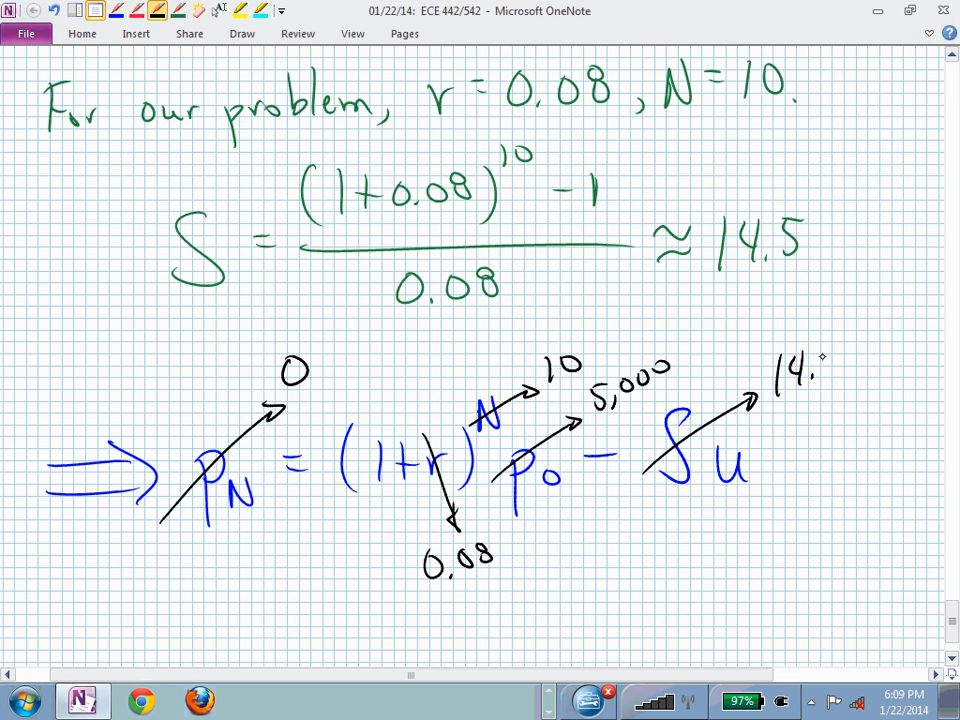 01/22/14: ECE 442/542 - Microsoft OneNote
File Home Insert Share Draw Review View Pages
For our problem, r = 0.08, N = 10.
S = ((1+0.08)^10 - 1) / 0.08 ≈ 14.5
0 10 5,000 14.
⇒ p_N = (1+r)^N p_0 - S u
0.08
97% 6:09 PM
1/22/2014